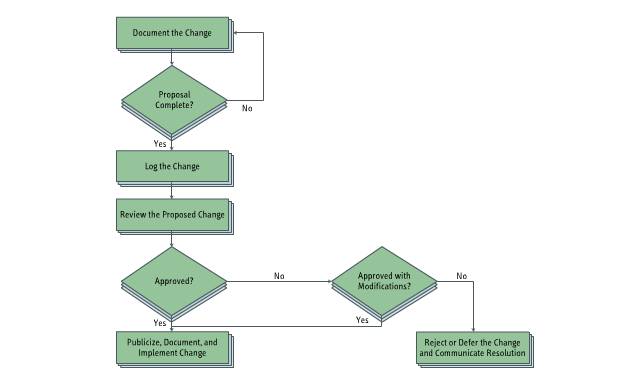 Document the Change
Proposal
Complete?
No
Yes
Log the Change
Review the Proposed Change
Approved?
No
Approved with
Modifications?
No
Yes
Yes
Publicize, Document, and
Implement Change
Reject or Defer the Change
and Communicate Resolution